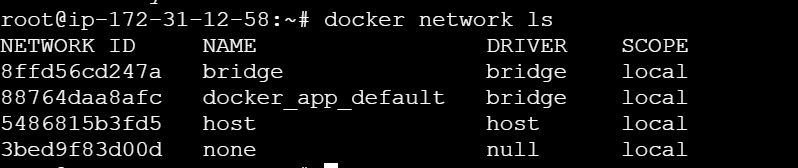 root@ip-172-31-12-58:~# docker network ls
NETWORK ID     NAME                 DRIVER    SCOPE
8ffd56cd247a   bridge               bridge    local
88764daa8afc   docker_app_default   bridge    local
5486815b3fd5   host                 host      local
3bed9f83d00d   none                 null      local